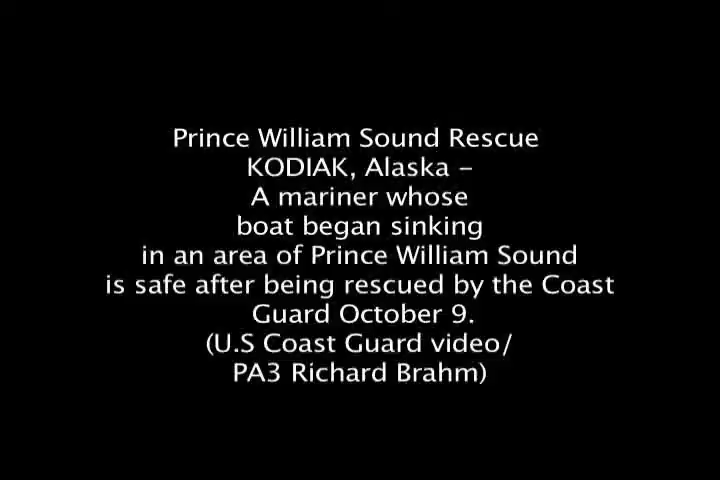 Prince William Sound Rescue
KODIAK, Alaska –
A mariner whose
boat began sinking
in an area of Prince William Sound
is safe after being rescued by the Coast
Guard October 9.
(U.S Coast Guard video/
PA3 Richard Brahm)